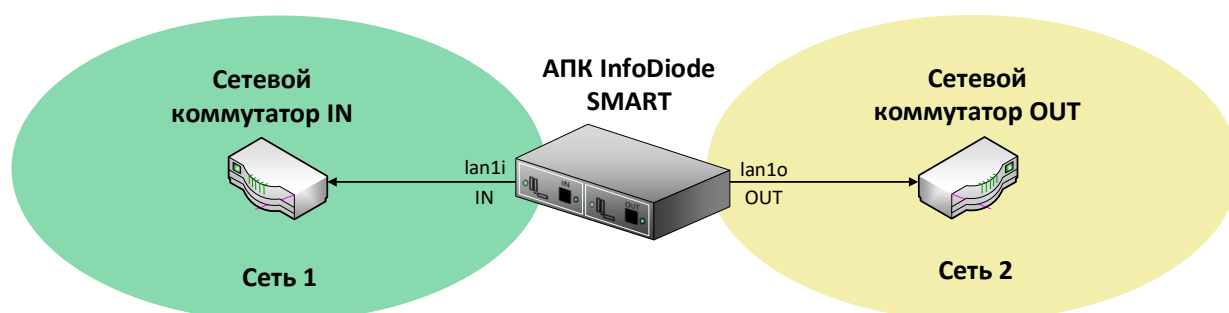 Сетевой
коммутатор IN
АПК InfoDiode
SMART
Сетевой
коммутатор OUT
lan1i
IN
IN
OUT
lan1o
OUT
Сеть 1
Сеть 2